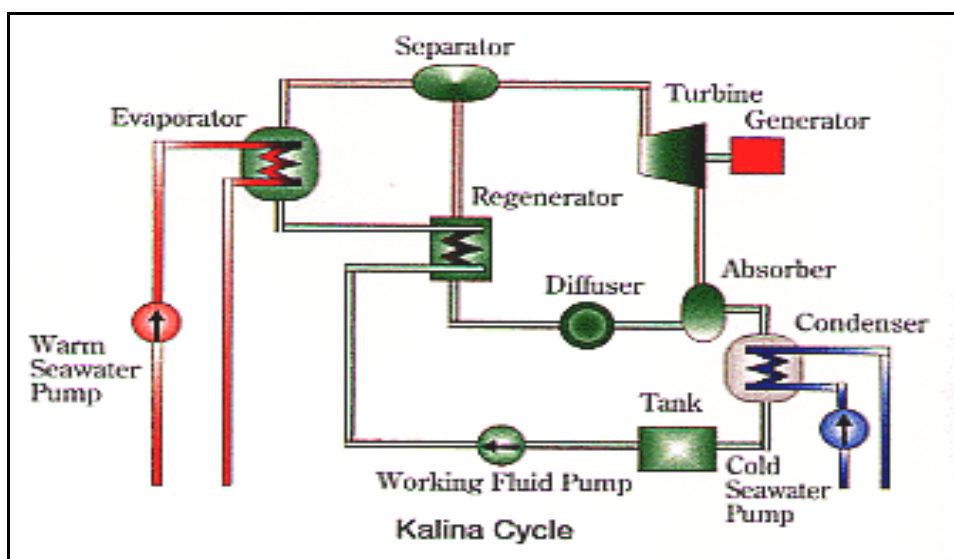 Separator
Turbine
Generator
Evaporator
Regenerator
Absorber
Diffuser
Condenser
Warm
Seawater
Pump
Tank
Working Fluid Pump
Cold
Seawater
Pump
Kalina Cycle